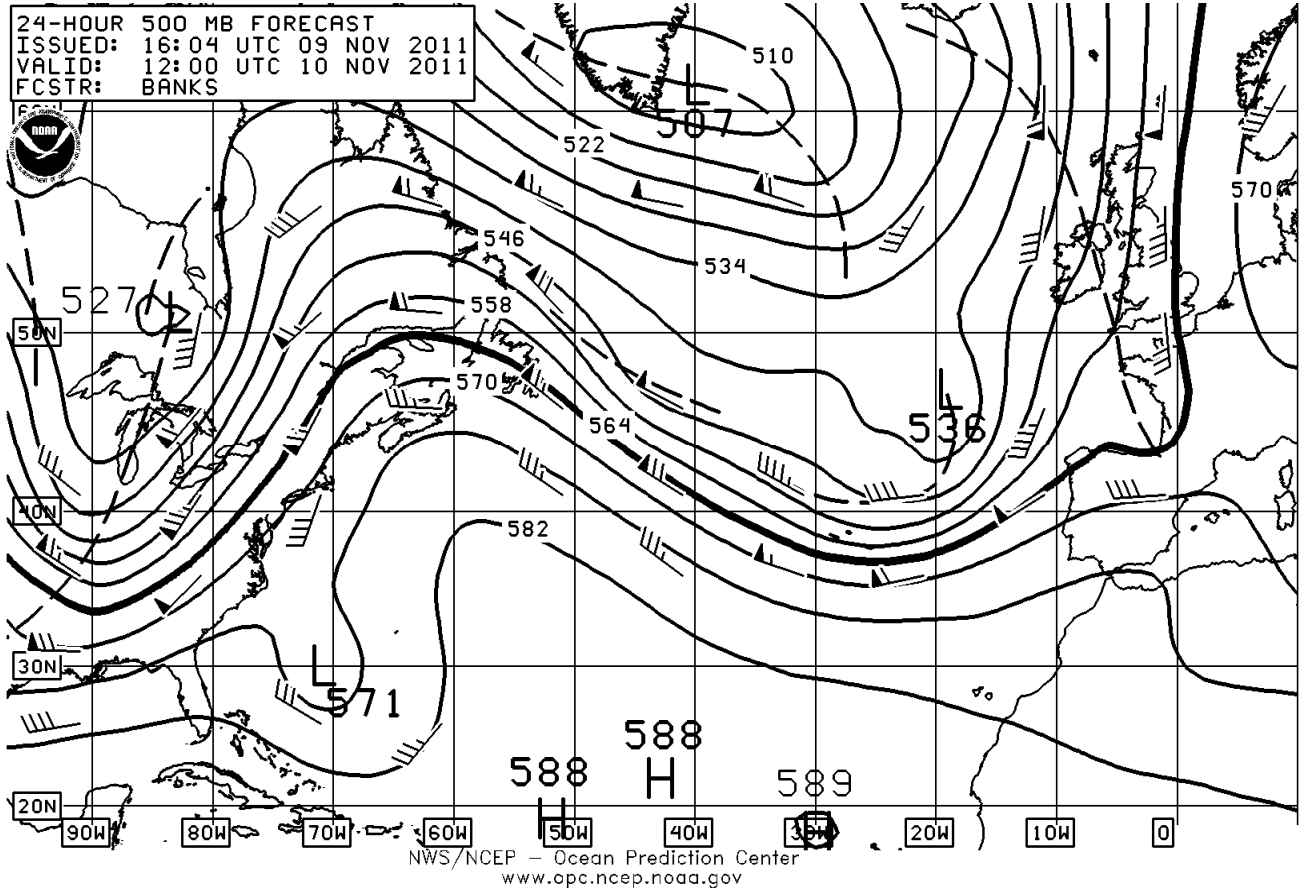 24-HOUR 500 MB FORECAST
ISSUED: 16:04 UTC 09 NOV 2011
VALID: 12:00 UTC 10 NOV 2011
FCSTR: BANKS
NOAA
510
L
507
522
570
546
534
527
L
558
50N
570
L
536
564
40N
582
30N
L
571
588
H
588
H
589
20N
90W 80W 70W 60W 50W 40W 30W 20W 10W 0
NWS/NCEP – Ocean Prediction Center
www.opc.ncep.noaa.gov